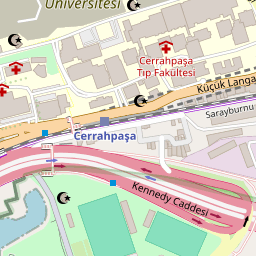 Üniversitesi
Cerrahpaşa
Tıp Fakültesi
Küçük Langa
Sarayburnu
Cerrahpaşa
Kennedy Caddesi